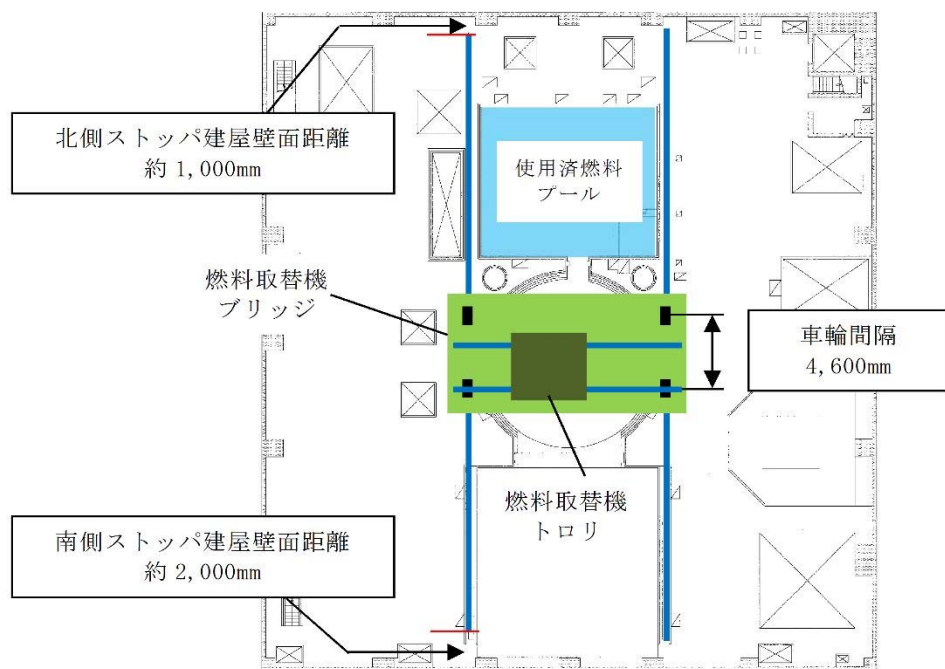 北側ストッパ建屋壁面距離
約 1,000mm
使用済燃料
プール
燃料取替機
ブリッジ
車輪間隔
4,600mm
燃料取替機
トロリ
南側ストッパ建屋壁面距離
約 2,000mm